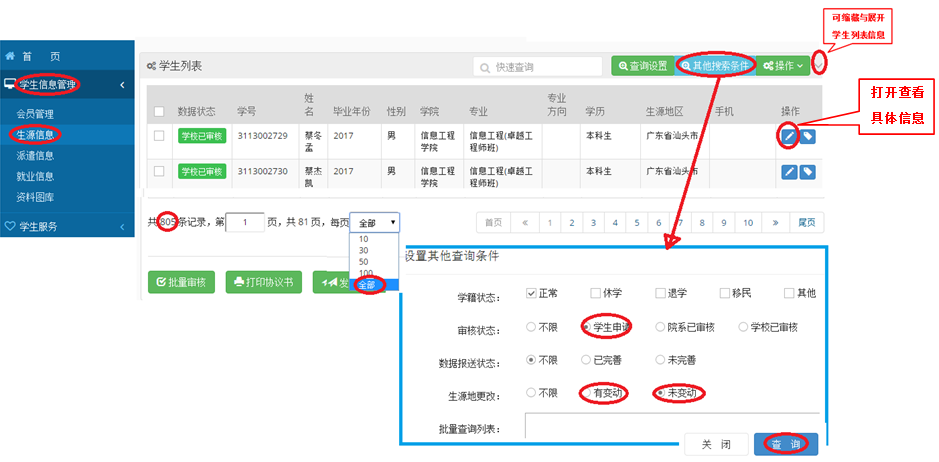 可缩藏与展开
学生列表信息
首 页
学生信息管理
会员管理
生源信息
派遣信息
就业信息
资料图库
学生服务
学生列表
快速查询
查询设置
其他搜索条件
操作
打开查看
具体信息
数据状态 学号 姓名 毕业年份 性别 学院 专业 专业方向 学历 生源地区 手机 操作
学校已审核 3113002729 蔡冬孟 2017 男 信息工程学院 信息工程(卓越工程师班) 本科生 广东省汕头市
学校已审核 3113002730 蔡杰凯 2017 男 信息工程学院 信息工程(卓越工程师班) 本科生 广东省汕头市
共 805条记录，第 1 页，共 81 页，每页 全部
首页 « 1 2 3 4 5 6 7 8 9 10 » 尾页
10
30
50
100
全部
批量审核
打印协议书
发
设置其他查询条件
学籍状态： 正常 休学 退学 移民 其他
审核状态： 不限 学生申请 院系已审核 学校已审核
数据报送状态： 不限 已完善 未完善
生源地更改： 不限 有变动 未变动
批量查询列表：
关 闭
查 询